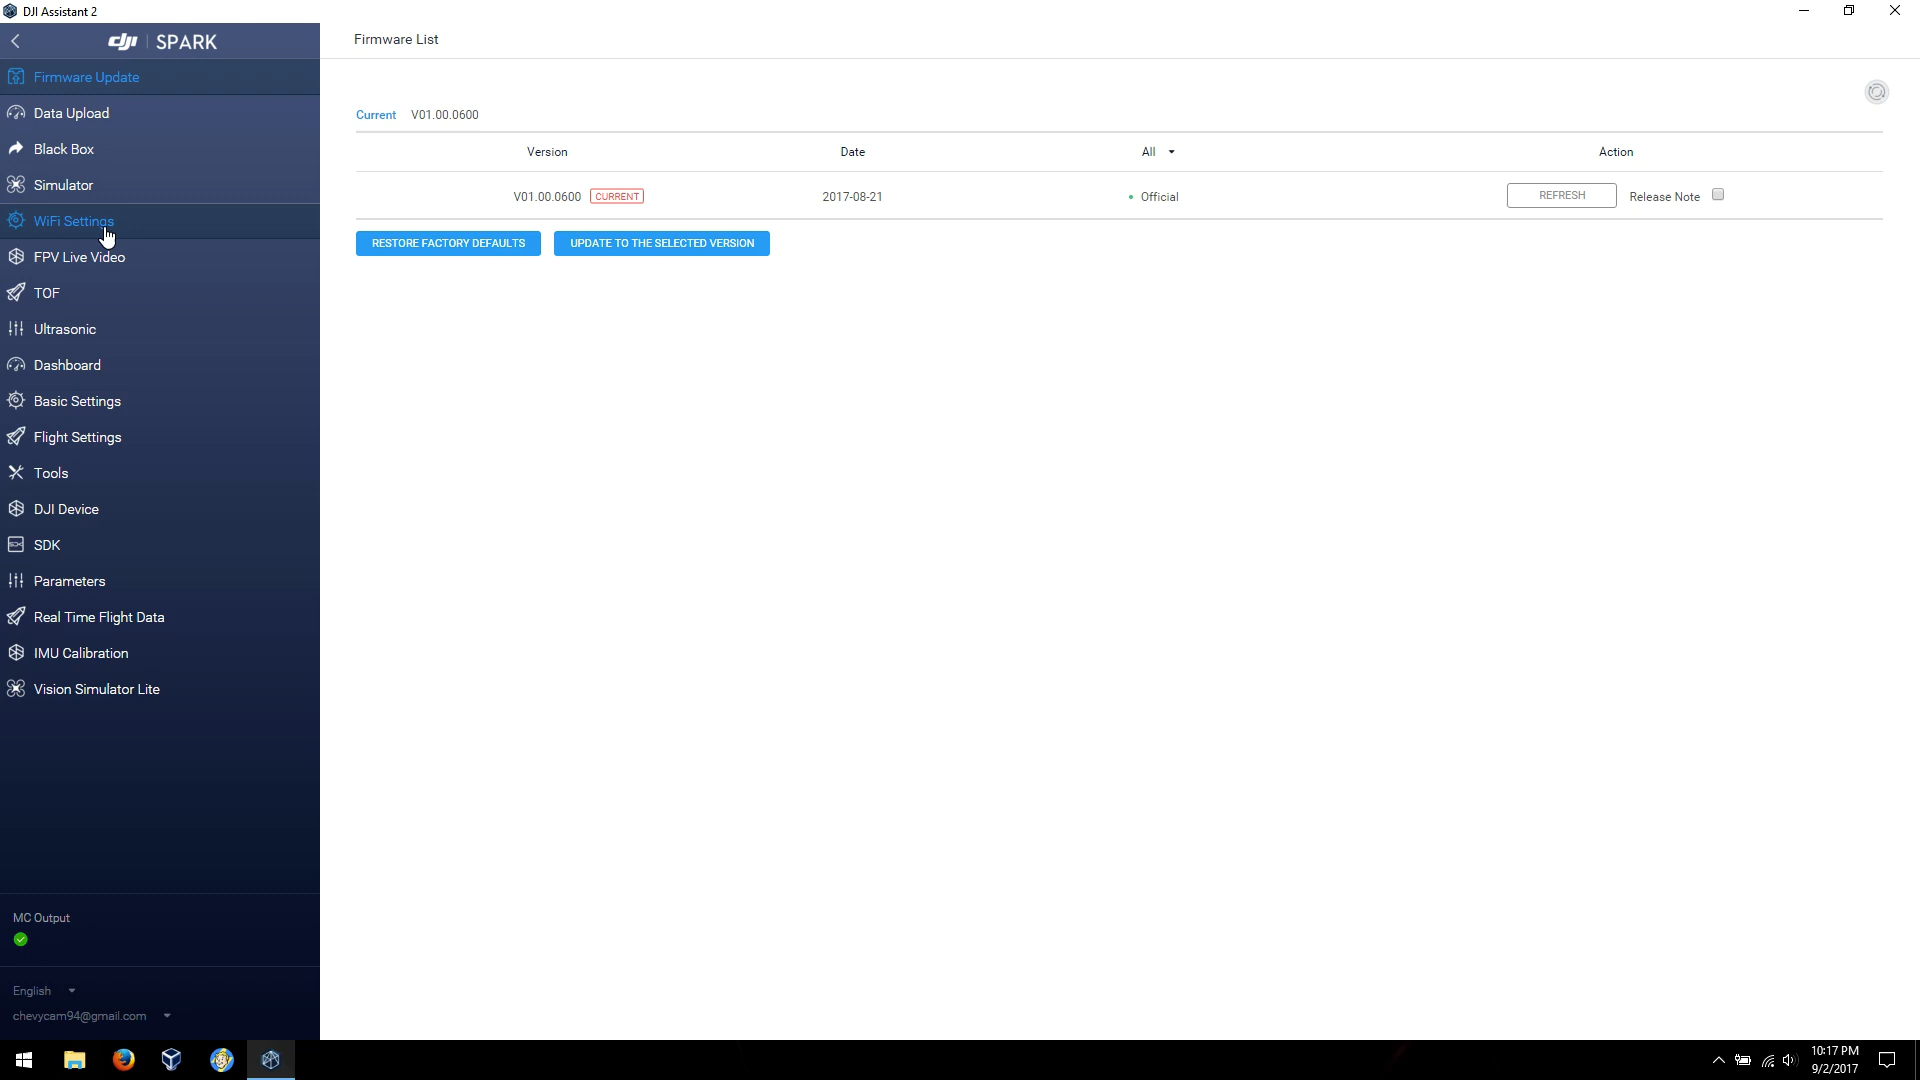 DJI Assistant 2
dji SPARK
Firmware List
Firmware Update
Data Upload
Black Box
Simulator
WiFi Settings
FPV Live Video
TOF
Ultrasonic
Dashboard
Basic Settings
Flight Settings
Tools
DJI Device
SDK
Parameters
Real Time Flight Data
IMU Calibration
Vision Simulator Lite
MC Output
English
chevycam94@gmail.com
Current V01.00.0600
Version Date All Action
V01.00.0600 CURRENT 2017-08-21 Official REFRESH Release Note
RESTORE FACTORY DEFAULTS UPDATE TO THE SELECTED VERSION
10:17 PM
9/2/2017